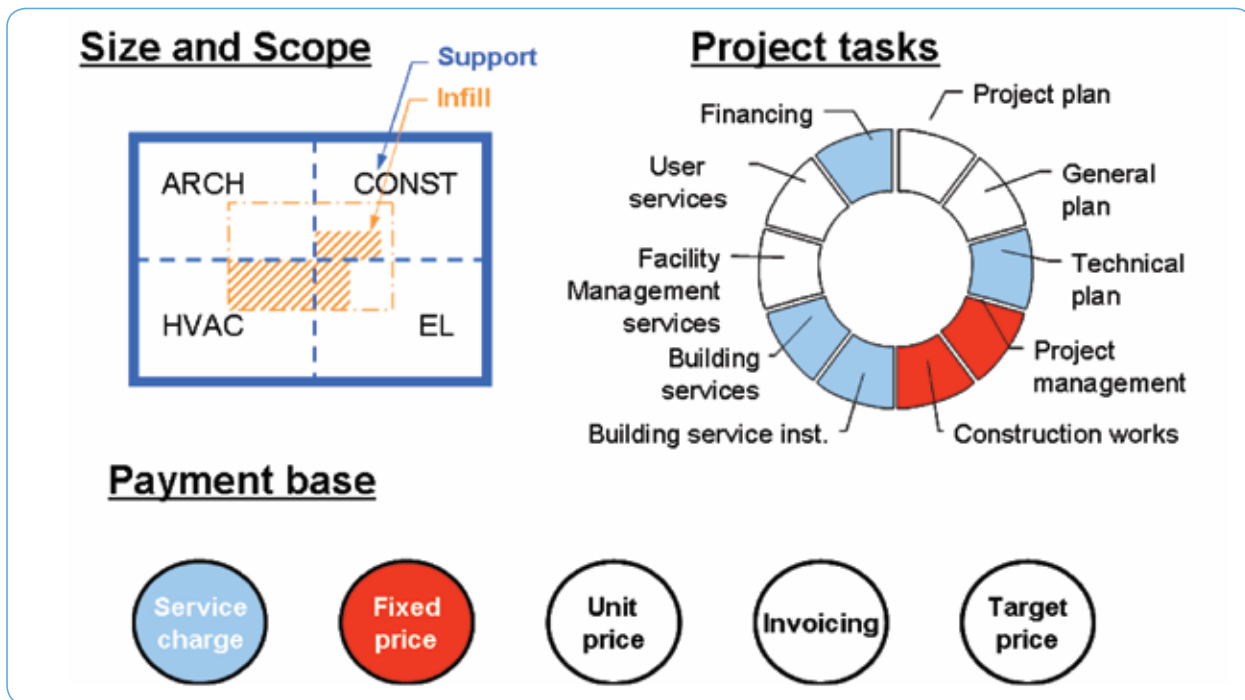 Size and Scope
Support
Infill
ARCH
CONST
HVAC
EL
Project tasks
Project plan
Financing
General
plan
User
services
Technical
plan
Facility
Management
services
Project
management
Building
services
Building service inst.
Construction works
Payment base
Service
charge
Fixed
price
Unit
price
Invoicing
Target
price